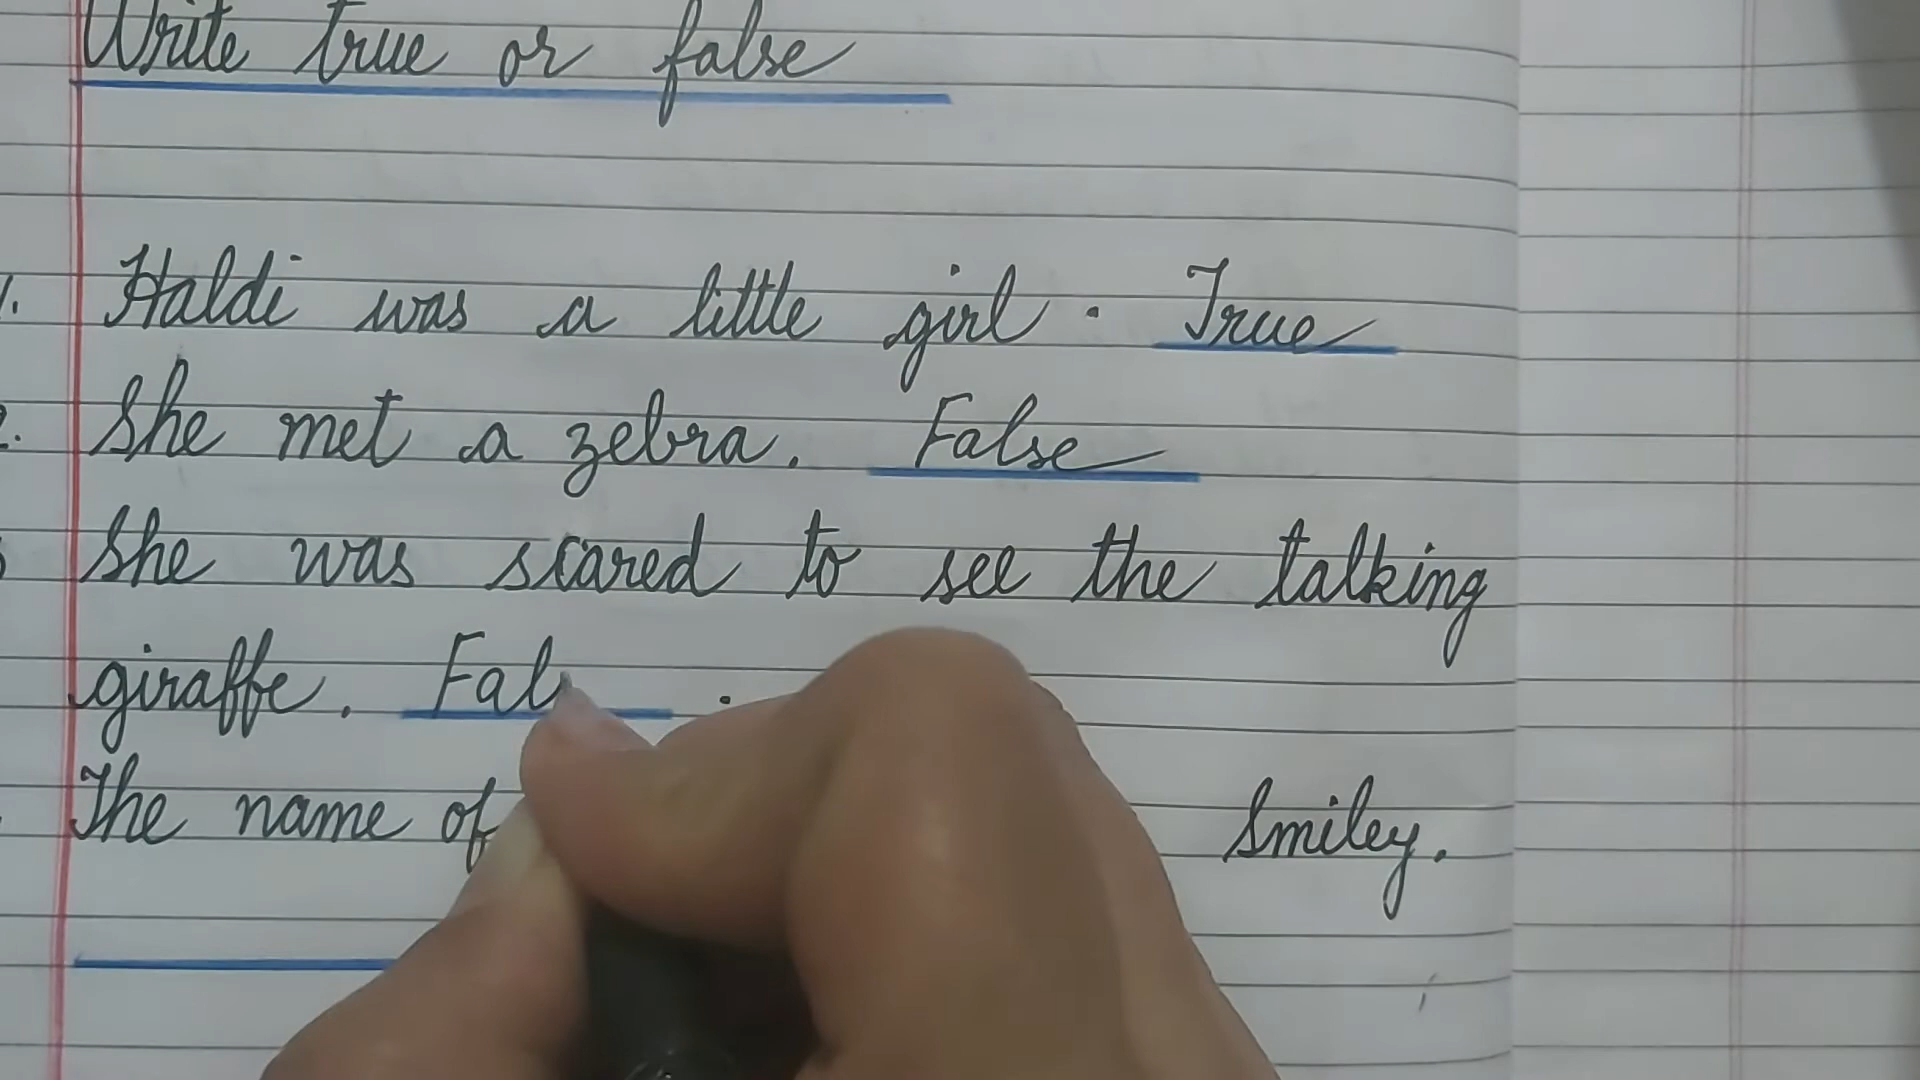 Write true or false
1. Haldi was a little girl. True
2. She met a zebra. False
She was scared to see the talking
giraffe. Fal
The name of Smiley.